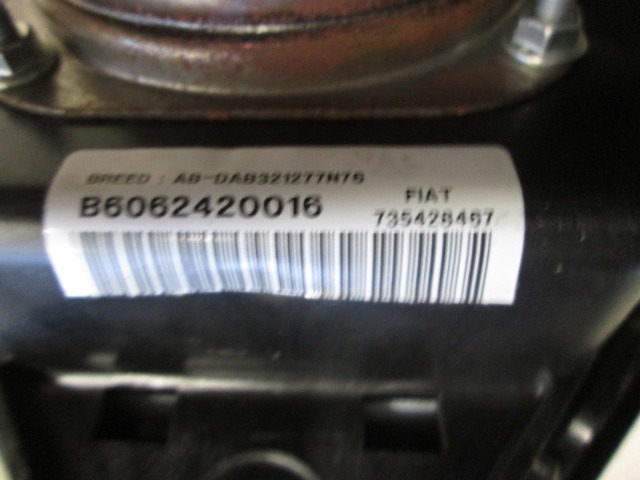 BREED : AB-DAB321277N76
B6062420016
FIAT
735428467